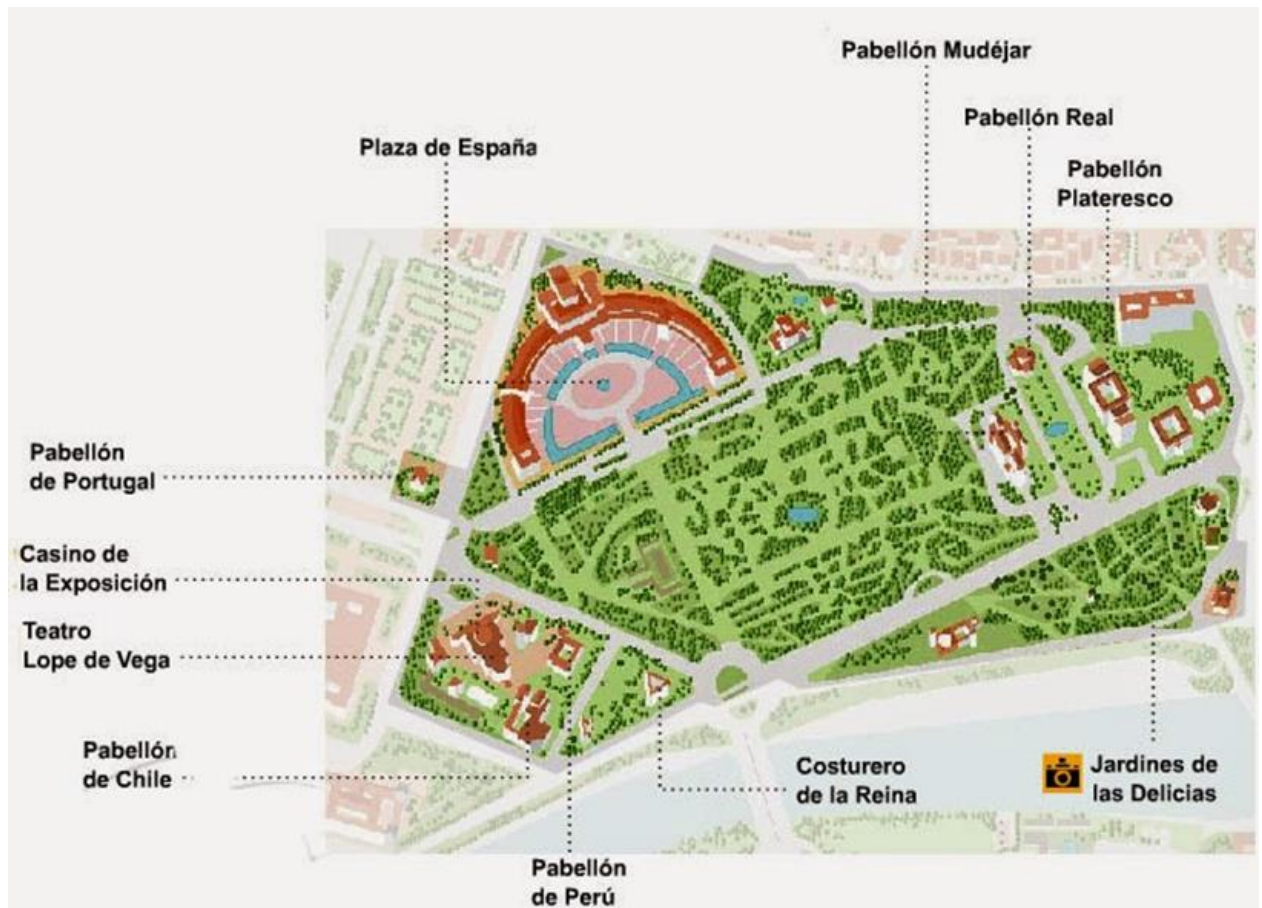 Pabellón Mudéjar
Pabellón Real
Plaza de España
Pabellón
Plateresco
Pabellón
de Portugal
Casino de
la Exposición
Teatro
Lope de Vega
Pabellón
de Chile
Costurero
de la Reina
Jardines de
las Delicias
Pabellón
de Perú